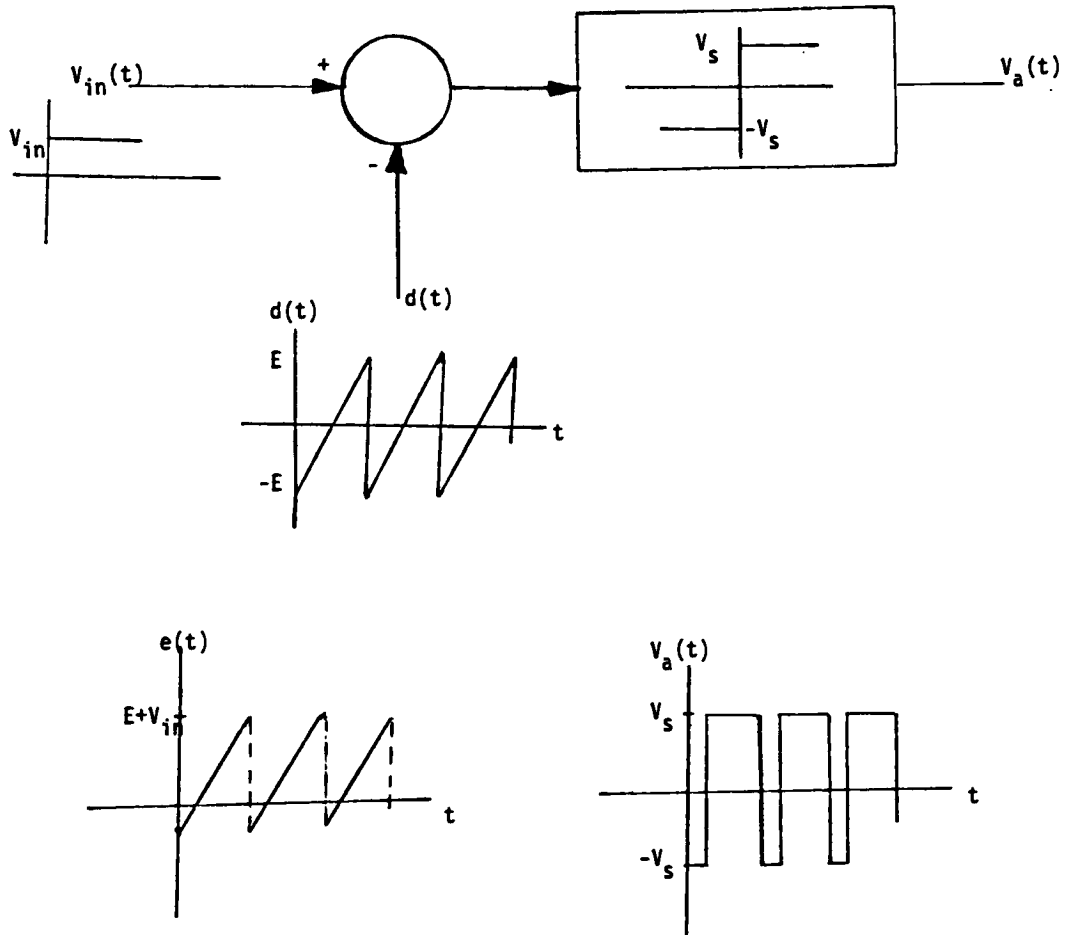 V_s
V_in(t)
+
V_a(t)
V_in
-V_s
-
d(t)
d(t)
E
t
-E
e(t)
V_a(t)
E+V_in
V_s
t
t
-V_s